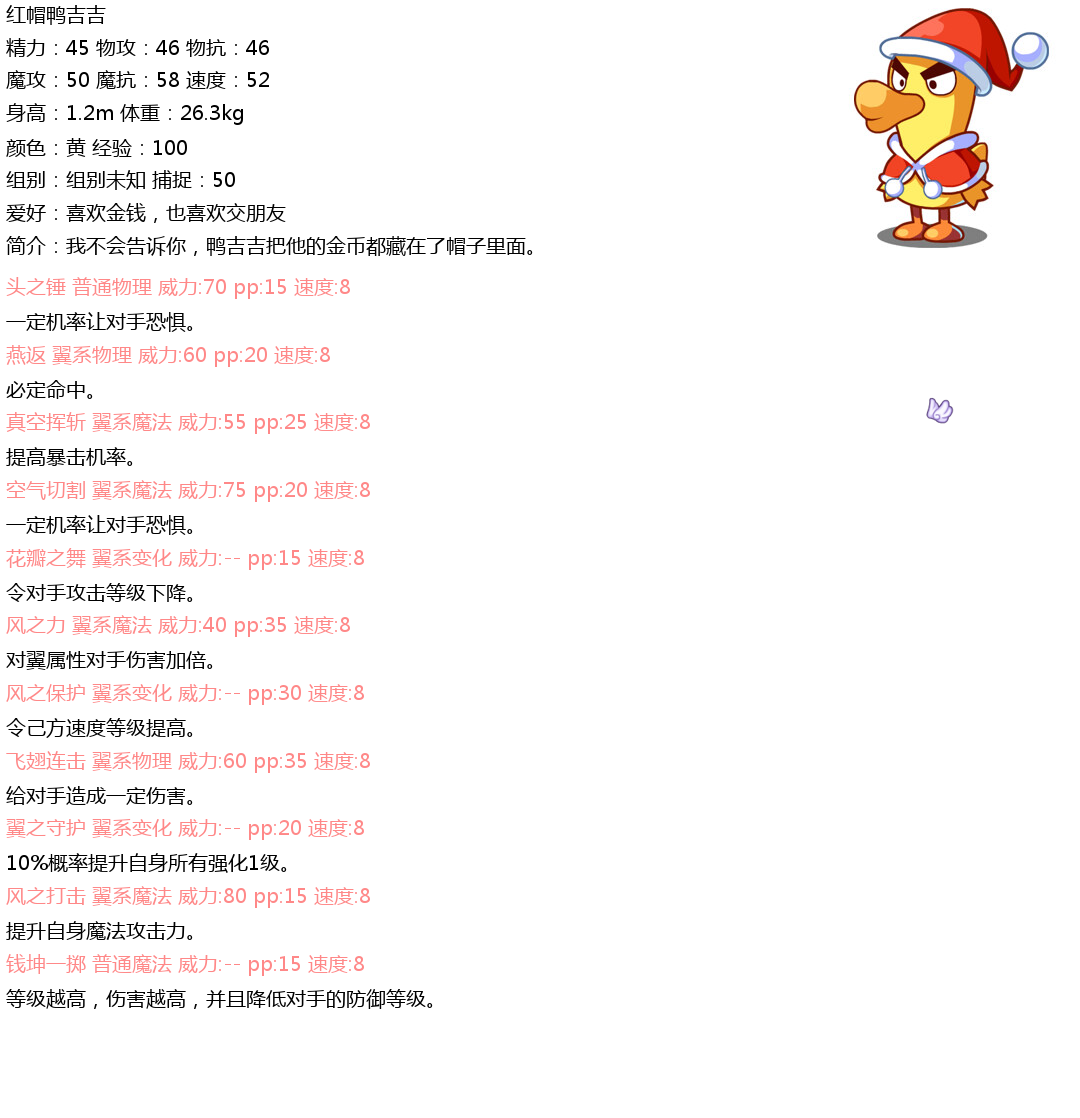 红帽鸭吉吉
精力：45 物攻：46 物抗：46
魔攻：50 魔抗：58 速度：52
身高：1.2m 体重：26.3kg
颜色：黄 经验：100
组别：组别未知 捕捉：50
爱好：喜欢金钱，也喜欢交朋友
简介：我不会告诉你，鸭吉吉把他的金币都藏在了帽子里面。
头之锤 普通物理 威力:70 pp:15 速度:8
一定机率让对手恐惧。
燕返 翼系物理 威力:60 pp:20 速度:8
必定命中。
真空挥斩 翼系魔法 威力:55 pp:25 速度:8
提高暴击机率。
空气切割 翼系魔法 威力:75 pp:20 速度:8
一定机率让对手恐惧。
花瓣之舞 翼系变化 威力:-- pp:15 速度:8
令对手攻击等级下降。
风之力 翼系魔法 威力:40 pp:35 速度:8
对翼属性对手伤害加倍。
风之保护 翼系变化 威力:-- pp:30 速度:8
令己方速度等级提高。
飞翅连击 翼系物理 威力:60 pp:35 速度:8
给对手造成一定伤害。
翼之守护 翼系变化 威力:-- pp:20 速度:8
10%概率提升自身所有强化1级。
风之打击 翼系魔法 威力:80 pp:15 速度:8
提升自身魔法攻击力。
钱坤一掷 普通魔法 威力:-- pp:15 速度:8
等级越高，伤害越高，并且降低对手的防御等级。